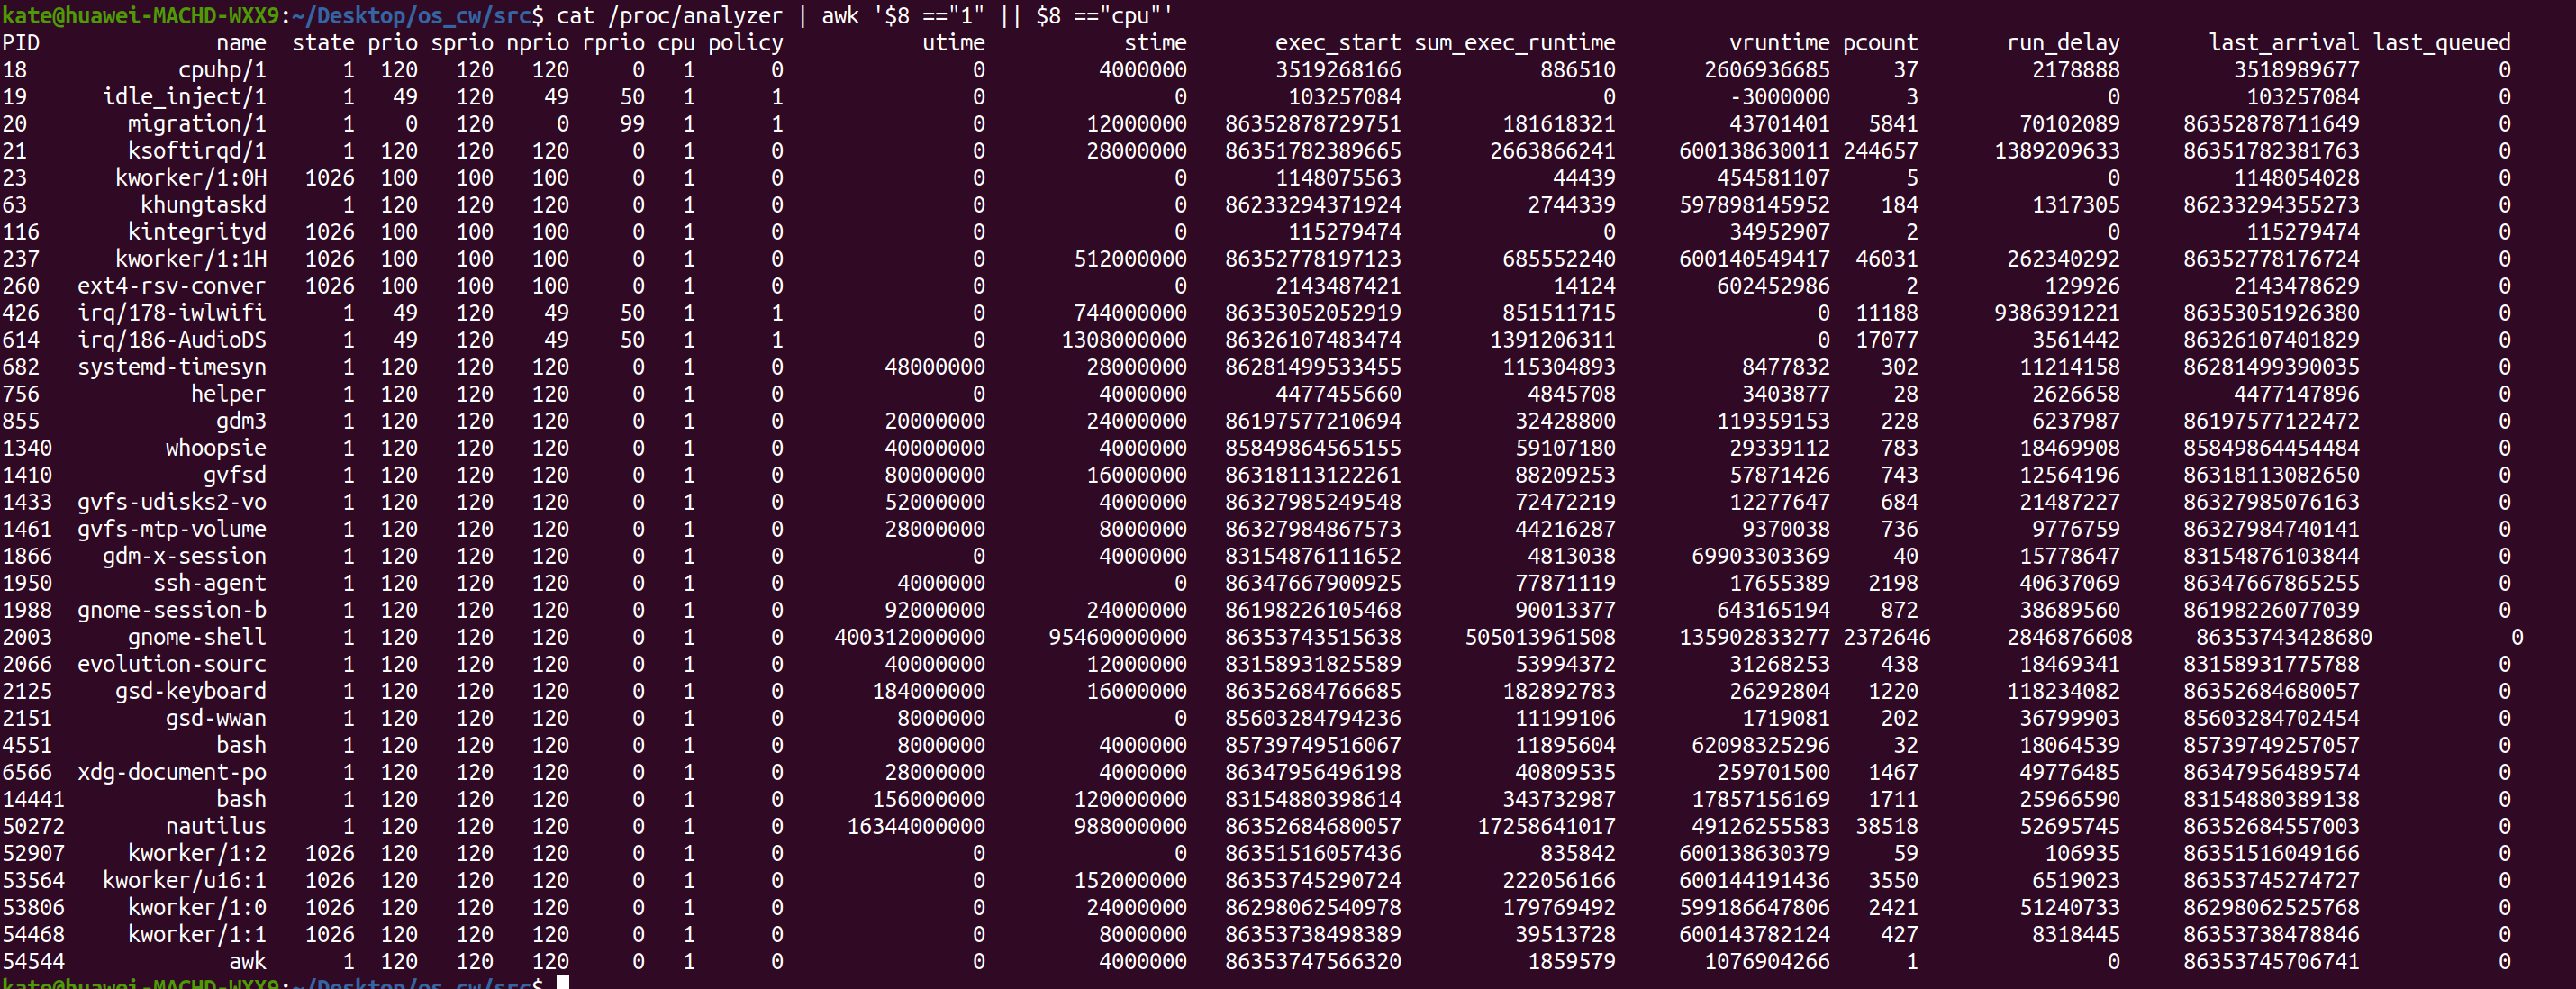 kate@huawei-MACHD-WXX9:~/Desktop/os_cw/src$ cat /proc/analyzer | awk '$8 =="1" || $8 =="cpu"'
PID name state prio sprio nprio rprio cpu policy utime stime exec_start sum_exec_runtime vruntime pcount run_delay last_arrival last_queued
18 cpuhp/1 1 120 120 120 0 1 0 0 4000000 3519268166 886510 2606936685 37 2178888 3518989677 0
19 idle_inject/1 1 49 120 49 50 1 1 0 0 103257084 0 -3000000 3 0 103257084 0
20 migration/1 1 0 120 0 99 1 1 0 12000000 86352878729751 181618321 43701401 5841 70102089 86352878711649 0
21 ksoftirqd/1 1 120 120 120 0 1 0 0 28000000 86351782389665 2663866241 600138630011 244657 1389209633 86351782381763 0
23 kworker/1:0H 1026 100 100 100 0 1 0 0 0 1148075563 44439 454581107 5 0 1148054028 0
63 khungtaskd 1 120 120 120 0 1 0 0 0 86233294371924 2744339 597898145952 184 1317305 86233294355273 0
116 kintegrityd 1026 100 100 100 0 1 0 0 0 115279474 0 34952907 2 0 115279474 0
237 kworker/1:1H 1026 100 100 100 0 1 0 0 512000000 86352778197123 685552240 600140549417 46031 262340292 86352778176724 0
260 ext4-rsv-conver 1026 100 100 100 0 1 0 0 0 2143487421 14124 602452986 2 129926 2143478629 0
426 irq/178-iwlwifi 1 49 120 49 50 1 1 0 744000000 86353052052919 851511715 0 11188 9386391221 86353051926380 0
614 irq/186-AudioDS 1 49 120 49 50 1 1 0 1308000000 86326107483474 1391206311 0 17077 3561442 86326107401829 0
682 systemd-timesyn 1 120 120 120 0 1 0 48000000 28000000 86281499533455 115304893 8477832 302 11214158 86281499390035 0
756 helper 1 120 120 120 0 1 0 0 4000000 4477455660 4845708 3403877 28 2626658 4477147896 0
855 gdm3 1 120 120 120 0 1 0 20000000 24000000 86197577210694 32428800 119359153 228 6237987 86197577122472 0
1340 whoopsie 1 120 120 120 0 1 0 40000000 4000000 85849864565155 59107180 29339112 783 18469908 85849864454484 0
1410 gvfsd 1 120 120 120 0 1 0 80000000 16000000 86318113122261 88209253 57871426 743 12564196 86318113082650 0
1433 gvfs-udisks2-vo 1 120 120 120 0 1 0 52000000 4000000 86327985249548 72472219 12277647 684 21487227 86327985076163 0
1461 gvfs-mtp-volume 1 120 120 120 0 1 0 28000000 8000000 86327984867573 44216287 9370038 736 9776759 86327984740141 0
1866 gdm-x-session 1 120 120 120 0 1 0 0 4000000 83154876111652 4813038 69903303369 40 15778647 83154876103844 0
1950 ssh-agent 1 120 120 120 0 1 0 4000000 0 86347667900925 77871119 17655389 2198 40637069 86347667865255 0
1988 gnome-session-b 1 120 120 120 0 1 0 92000000 24000000 86198226105468 90013377 643165194 872 38689560 86198226077039 0
2003 gnome-shell 1 120 120 120 0 1 0 400312000000 95460000000 86353743515638 505013961508 135902833277 2372646 2846876608 86353743428680 0
2066 evolution-sourc 1 120 120 120 0 1 0 40000000 12000000 83158931825589 53994372 31268253 438 18469341 83158931775788 0
2125 gsd-keyboard 1 120 120 120 0 1 0 184000000 16000000 86352684766685 182892783 26292804 1220 118234082 86352684680057 0
2151 gsd-wwan 1 120 120 120 0 1 0 8000000 0 85603284794236 11199106 1719081 202 36799903 85603284702454 0
4551 bash 1 120 120 120 0 1 0 8000000 4000000 85739749516067 11895604 62098325296 32 18064539 85739749257057 0
6566 xdg-document-po 1 120 120 120 0 1 0 28000000 4000000 86347956496198 40809535 259701500 1467 49776485 86347956489574 0
14441 bash 1 120 120 120 0 1 0 156000000 120000000 83154880398614 343732987 17857156169 1711 25966590 83154880389138 0
50272 nautilus 1 120 120 120 0 1 0 16344000000 988000000 86352684680057 17258641017 49126255583 38518 52695745 86352684557003 0
52907 kworker/1:2 1026 120 120 120 0 1 0 0 0 86351516057436 835842 600138630379 59 106935 86351516049166 0
53564 kworker/u16:1 1026 120 120 120 0 1 0 0 152000000 86353745290724 222056166 600144191436 3550 6519023 86353745274727 0
53806 kworker/1:0 1026 120 120 120 0 1 0 0 24000000 86298062540978 179769492 599186647806 2421 51240733 86298062525768 0
54468 kworker/1:1 1026 120 120 120 0 1 0 0 8000000 86353738498389 39513728 600143782124 427 8318445 86353738478846 0
54544 awk 1 120 120 120 0 1 0 0 4000000 86353747566320 1859579 1076904266 1 0 86353745706741 0
kate@huawei-MACHD-WXX9:~/Desktop/os_cw/src$